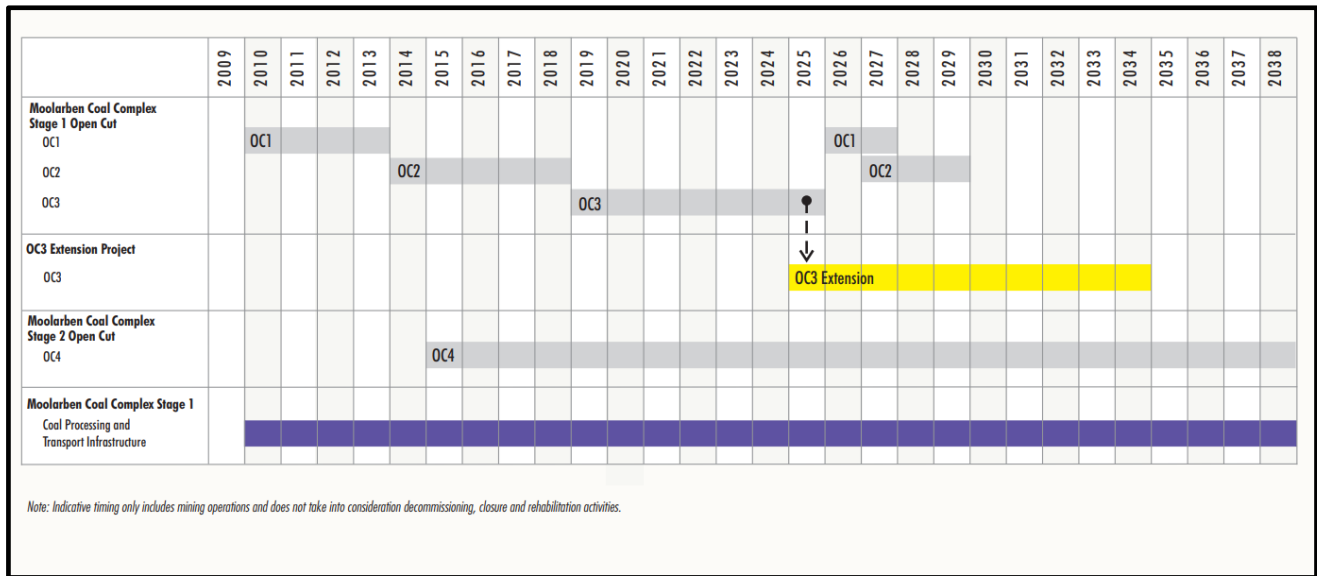 2009 2010 2011 2012 2013 2014 2015 2016 2017 2018 2019 2020 2021 2022 2023 2024 2025 2026 2027 2028 2029 2030 2031 2032 2033 2034 2035 2036 2037 2038
Moolarben Coal Complex
Stage 1 Open Cut
OC1 OC1 OC1
OC2 OC2 OC2
OC3 OC3
OC3 Extension Project
OC3 OC3 Extension
Moolarben Coal Complex
Stage 2 Open Cut
OC4 OC4
Moolarben Coal Complex Stage 1
Coal Processing and
Transport Infrastructure
Note: Indicative timing only includes mining operations and does not take into consideration decommissioning, closure and rehabilitation activities.